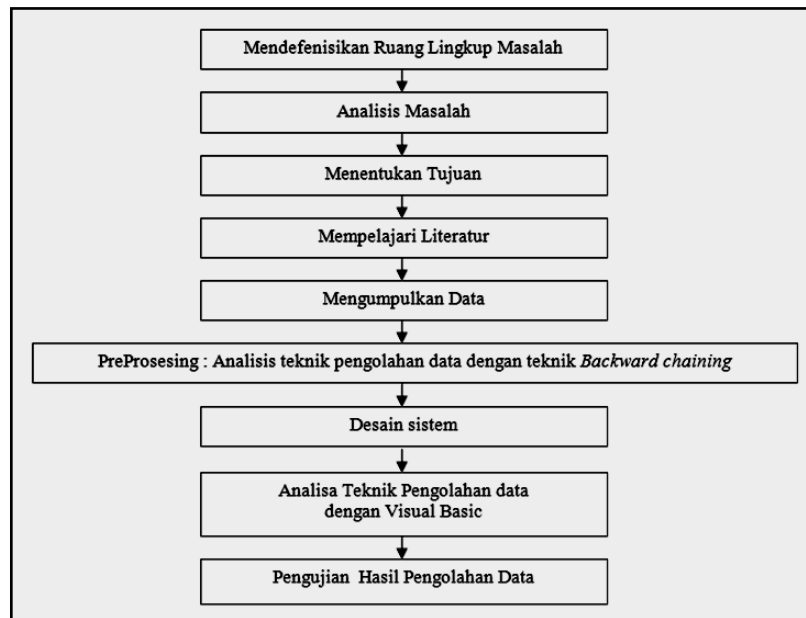 Mendefenisikan Ruang Lingkup Masalah
Analisis Masalah
Menentukan Tujuan
Mempelajari Literatur
Mengumpulkan Data
PreProsesing : Analisis teknik pengolahan data dengan teknik Backward chaining
Desain sistem
Analisa Teknik Pengolahan data
dengan Visual Basic
Pengujian Hasil Pengolahan Data